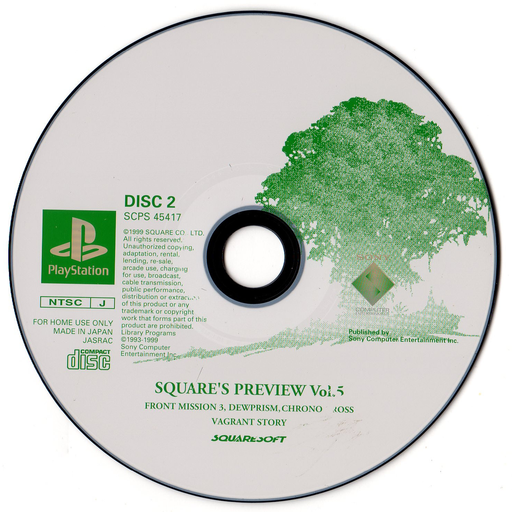 DISC 2
SCPS 45417
PlayStation
NTSC J
FOR HOME USE ONLY
MADE IN JAPAN
JASRAC
COMPACT
disc
©1999 SQUARE CO., LTD.
All rights reserved.
Unauthorized copying,
adaptation, rental,
lending, re-sale,
arcade use, charging
for use, broadcast,
cable transmission,
public performance,
distribution or extraction
of this product or any
trademark or copyright
work that forms part of this
product are prohibited.
Library Programs
©1993-1999
Sony Computer
Entertainment Inc.
COMPUTER
Published by
Sony Computer Entertainment Inc.
SQUARE'S PREVIEW Vol.5
FRONT MISSION 3, DEWPRISM, CHRONO OSS
VAGRANT STORY
SQUARESOFT